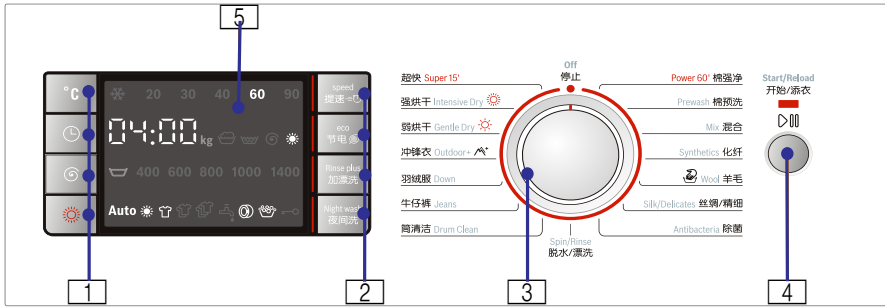 5
°C
20 30 40 60 90
speed
提速
04:00 kg
eco
节电
400 600 800 1000 1400
Rinse plus
加漂洗
Auto
Night wash
夜间洗
1
2
Off
停止
超快 Super 15'
强烘干 Intensive Dry
弱烘干 Gentle Dry
冲锋衣 Outdoor+
羽绒服 Down
牛仔裤 Jeans
筒清洁 Drum Clean
Power 60' 棉强净
Prewash 棉预洗
Mix 混合
Synthetics 化纤
Wool 羊毛
Silk/Delicates 丝绸/精细
Antibacteria 除菌
Spin/Rinse
脱水/漂洗
3
Start/Reload
开始/添衣
4